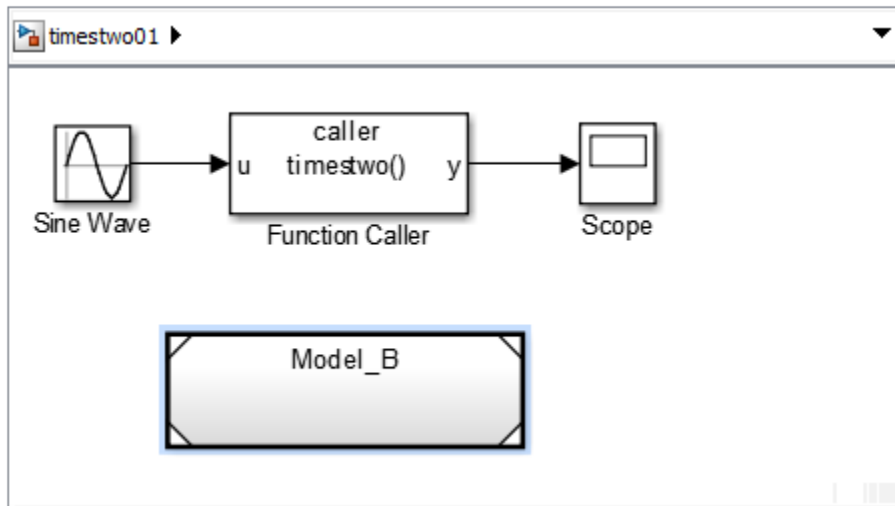 timestwo01
caller
u timestwo() y
Sine Wave
Function Caller
Scope
Model_B